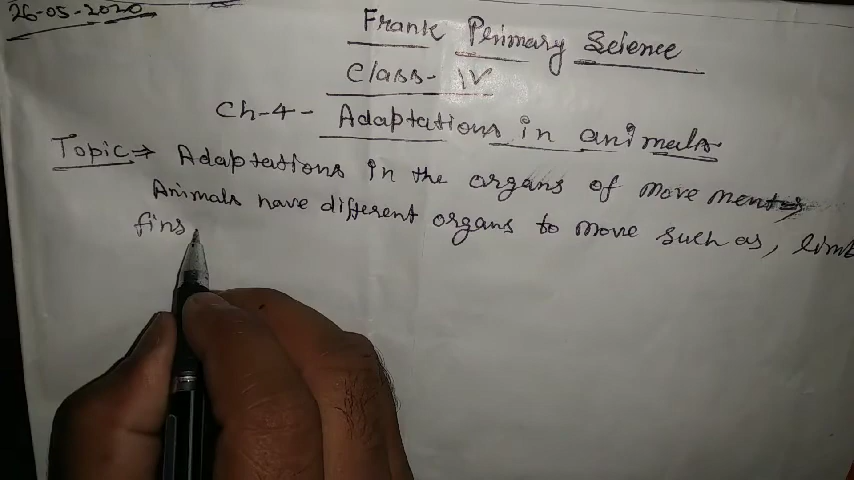 26-05-2020
Frank Primary Science
Class- IV
Ch-4- Adaptations in animals
Topic⇒ Adaptations in the organs of movement
Animals have different organs to move such as, limb
fins